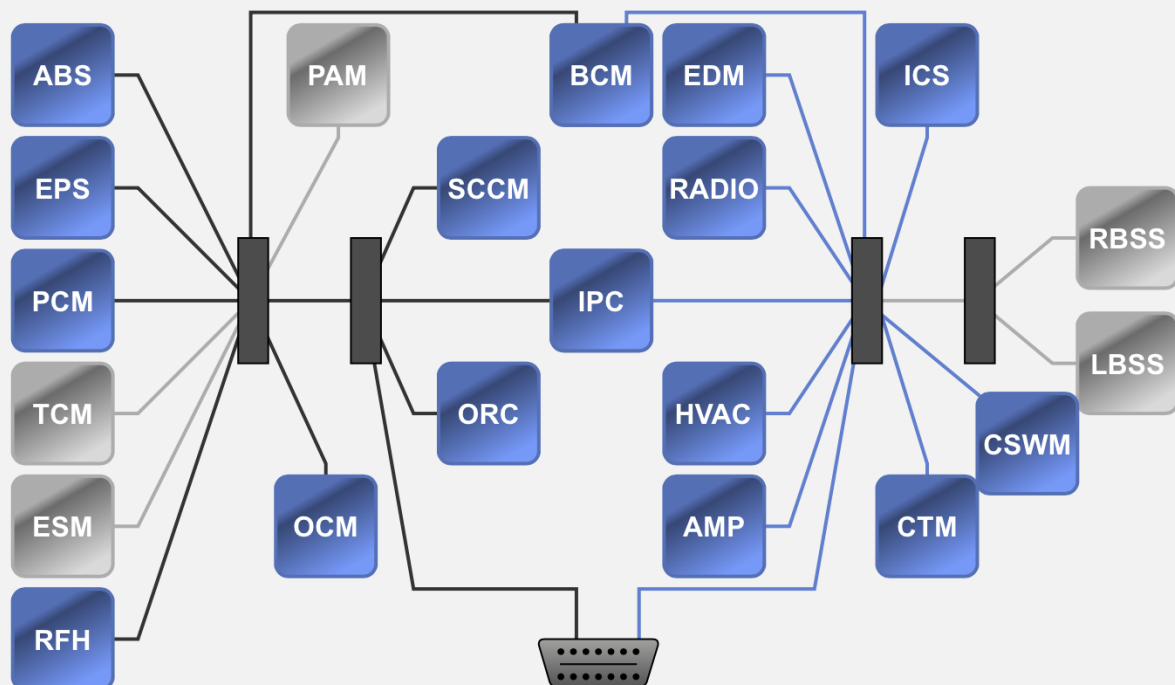 ABS
PAM
BCM
EDM
ICS
EPS
SCCM
RADIO
RBSS
PCM
IPC
LBSS
TCM
ORC
HVAC
CSWM
ESM
OCM
AMP
CTM
RFH